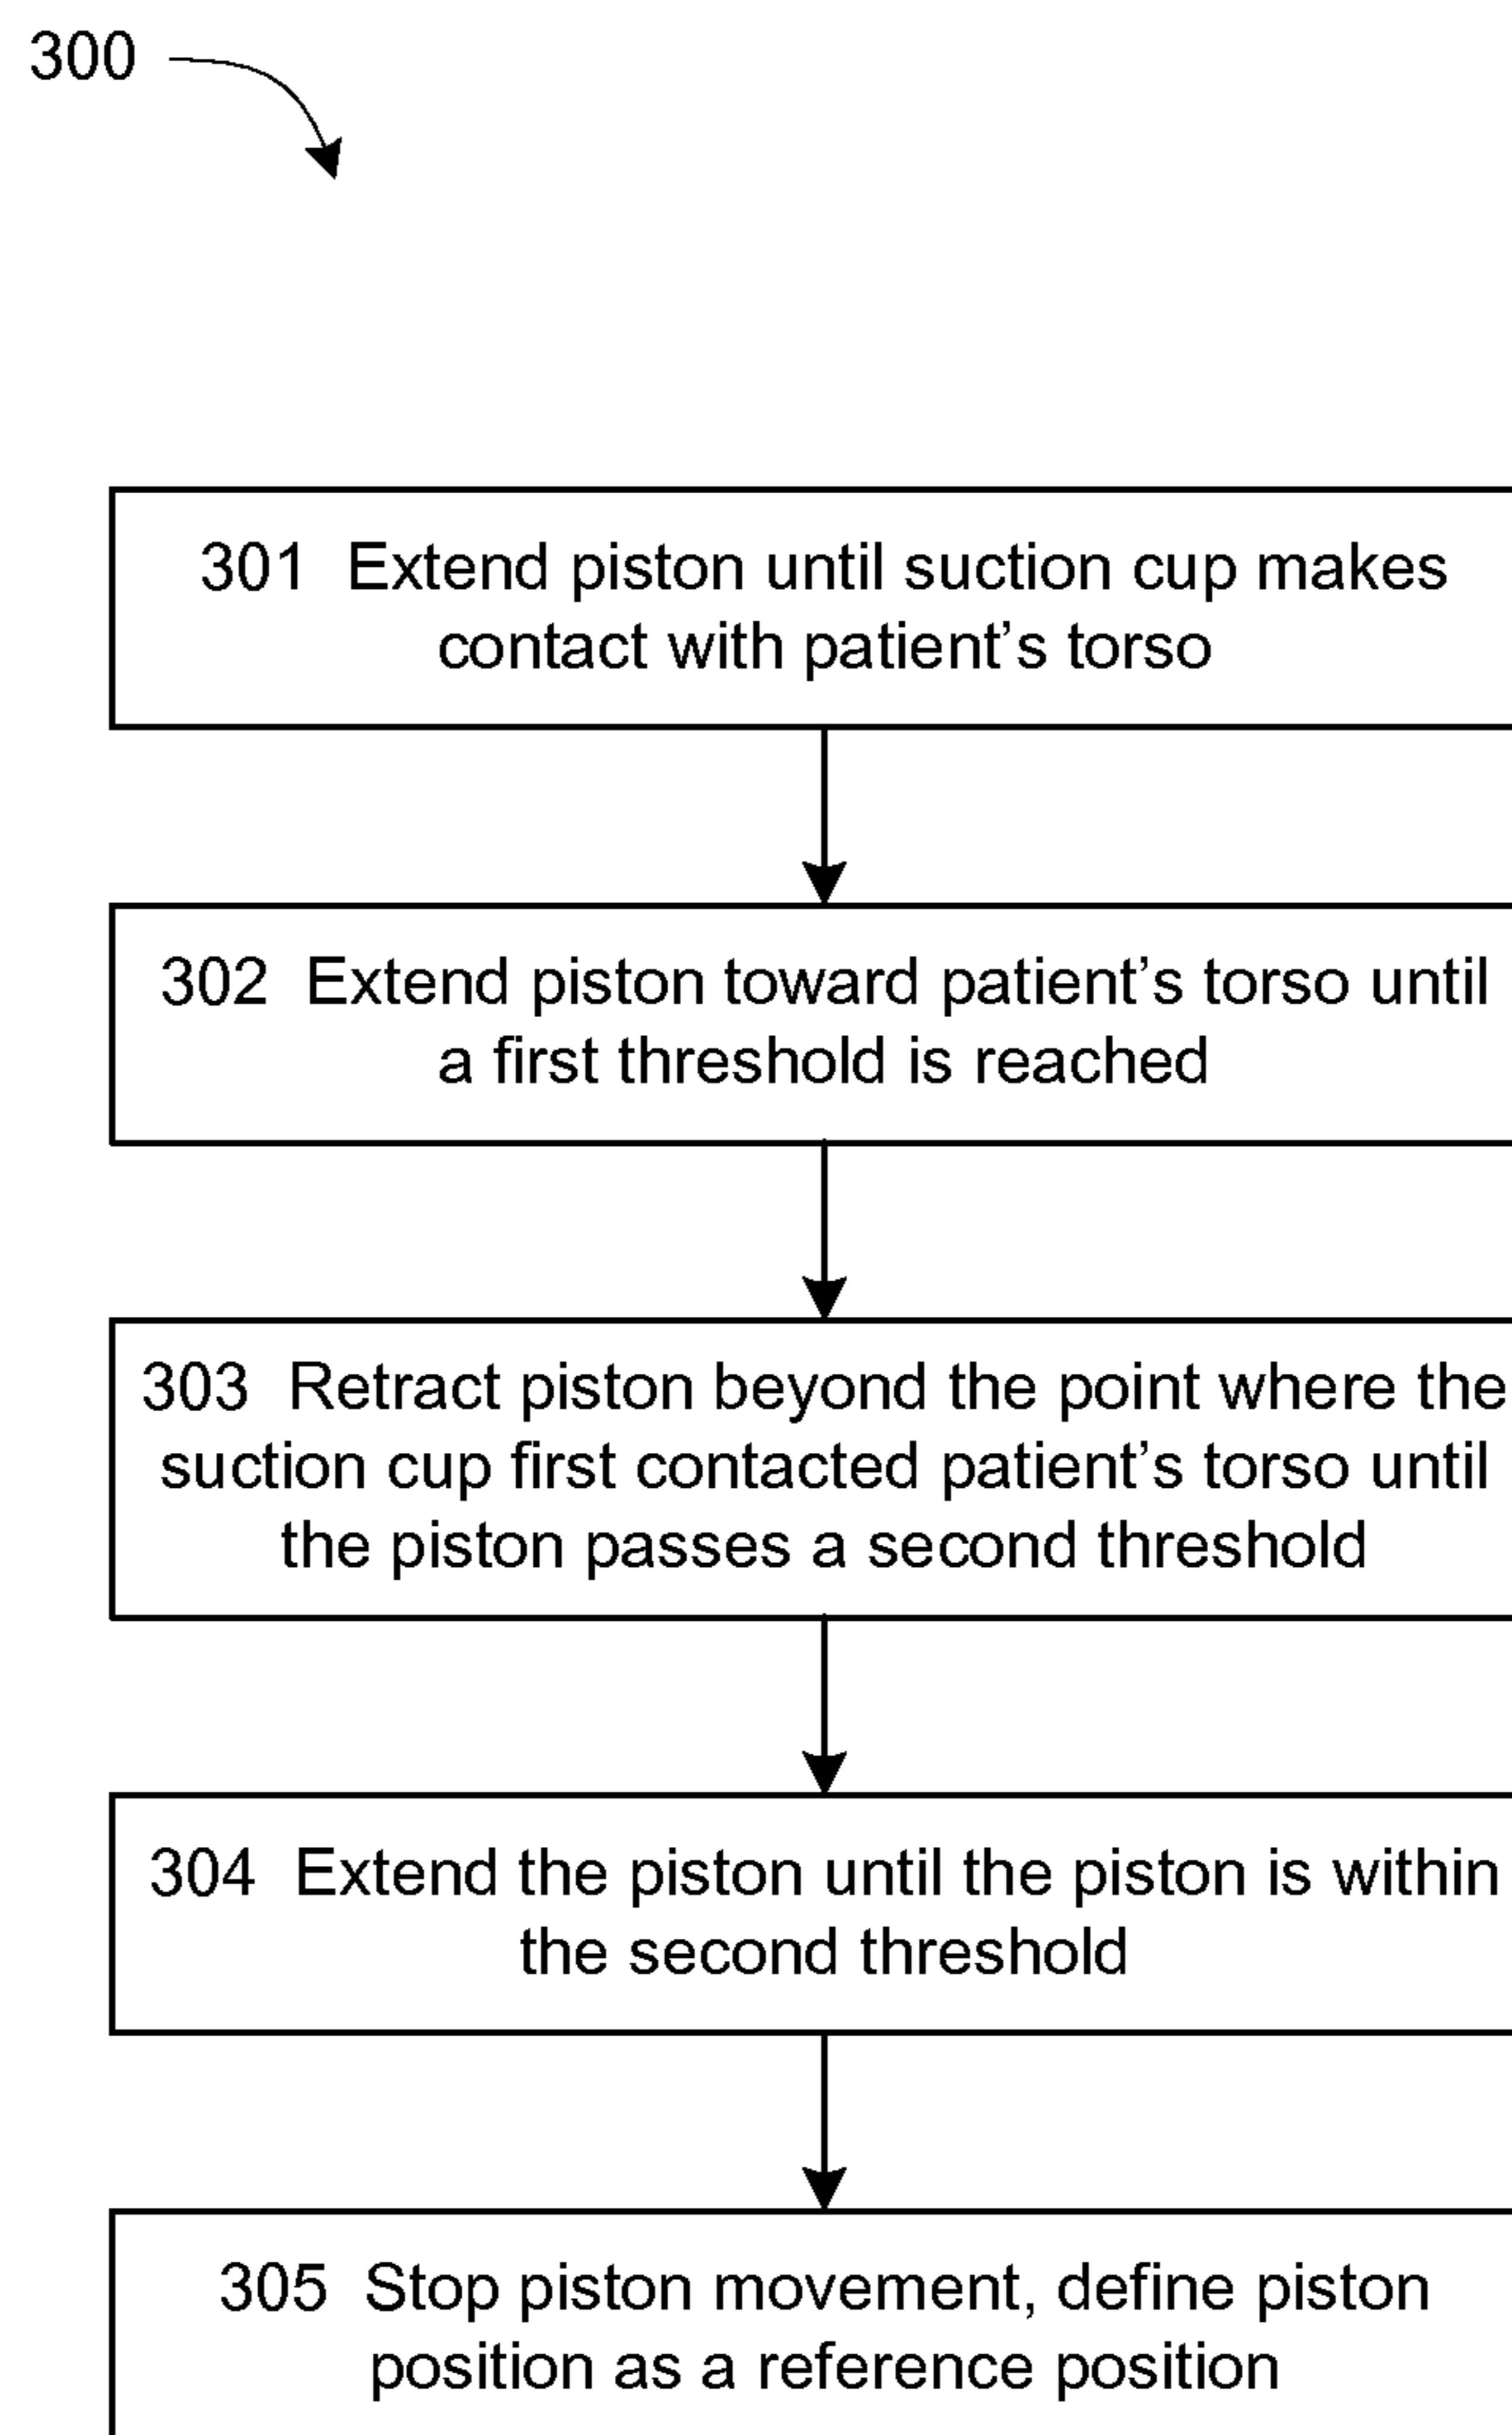 300
301 Extend piston until suction cup makes
contact with patient's torso
302 Extend piston toward patient's torso until
a first threshold is reached
303 Retract piston beyond the point where the
suction cup first contacted patient's torso until
the piston passes a second threshold
304 Extend the piston until the piston is within
the second threshold
305 Stop piston movement, define piston
position as a reference position